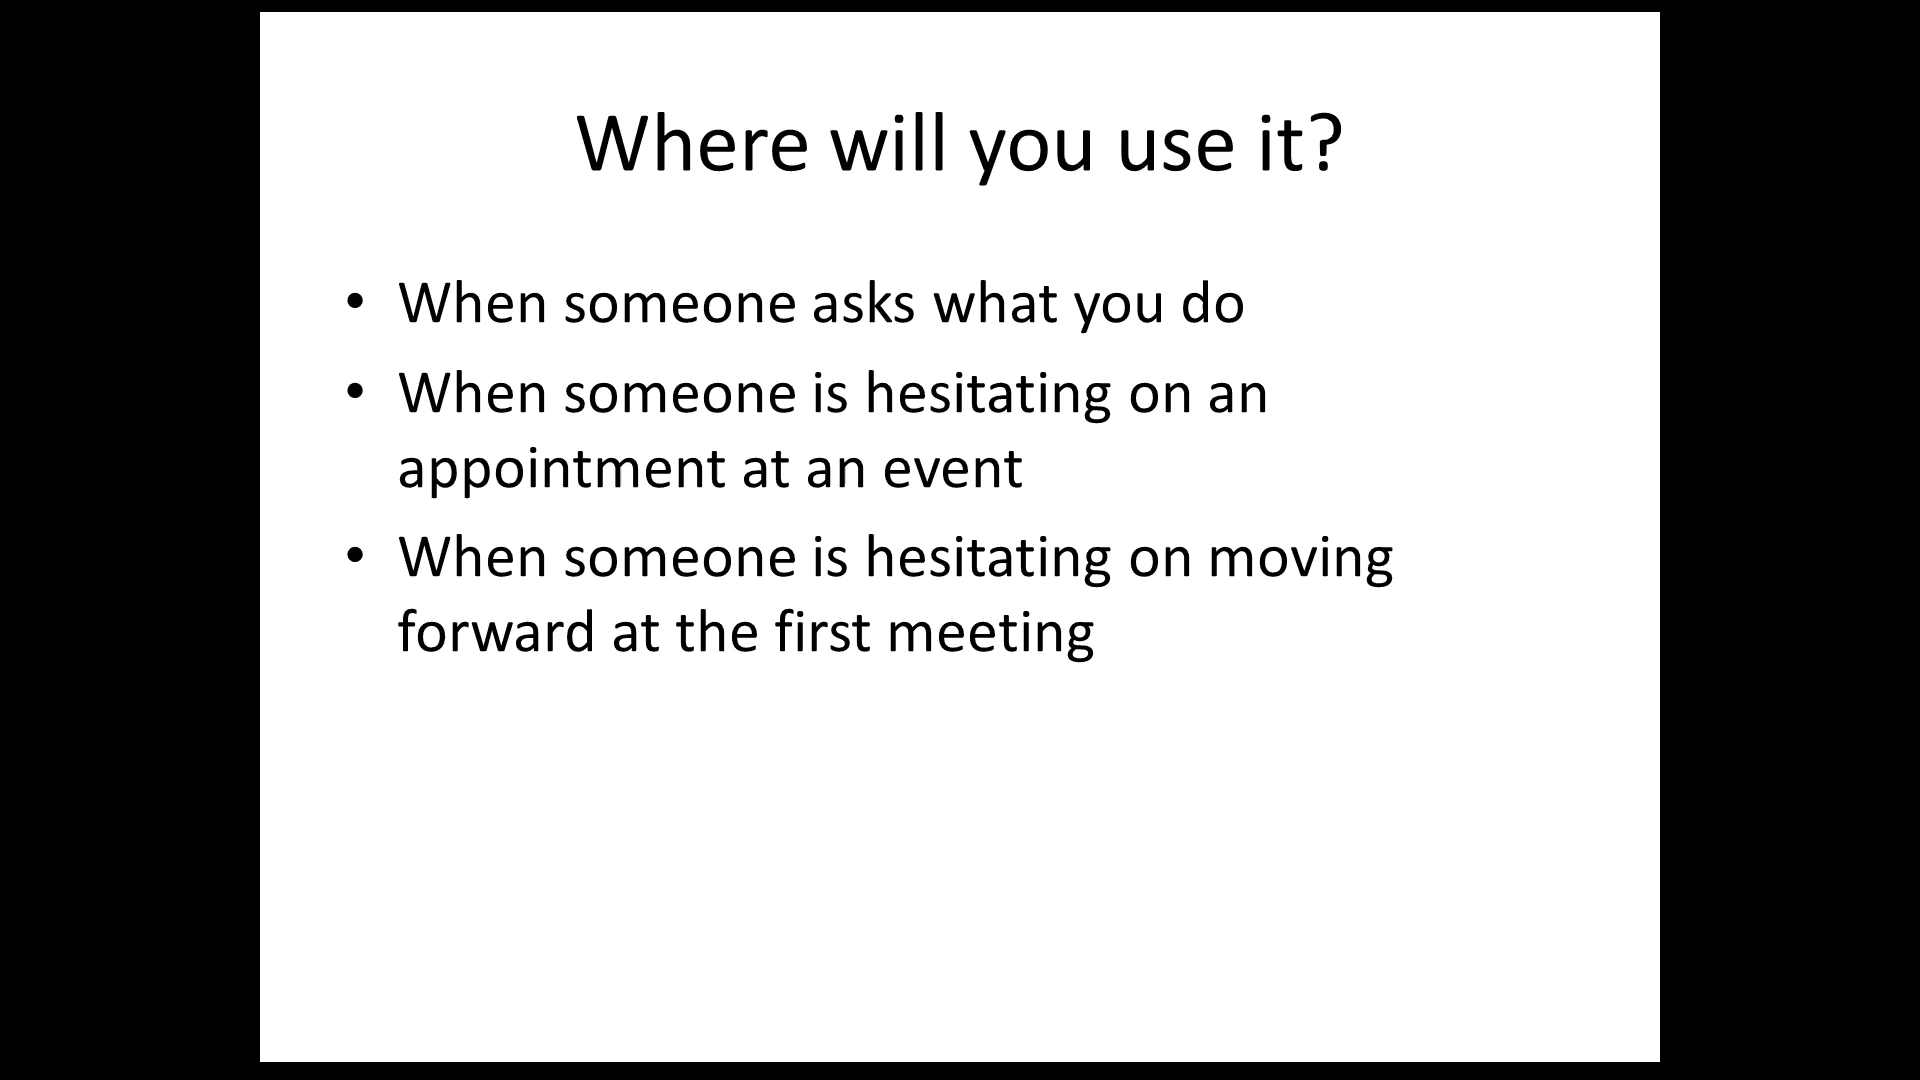 Where will you use it?
• When someone asks what you do
• When someone is hesitating on an
appointment at an event
• When someone is hesitating on moving
forward at the first meeting